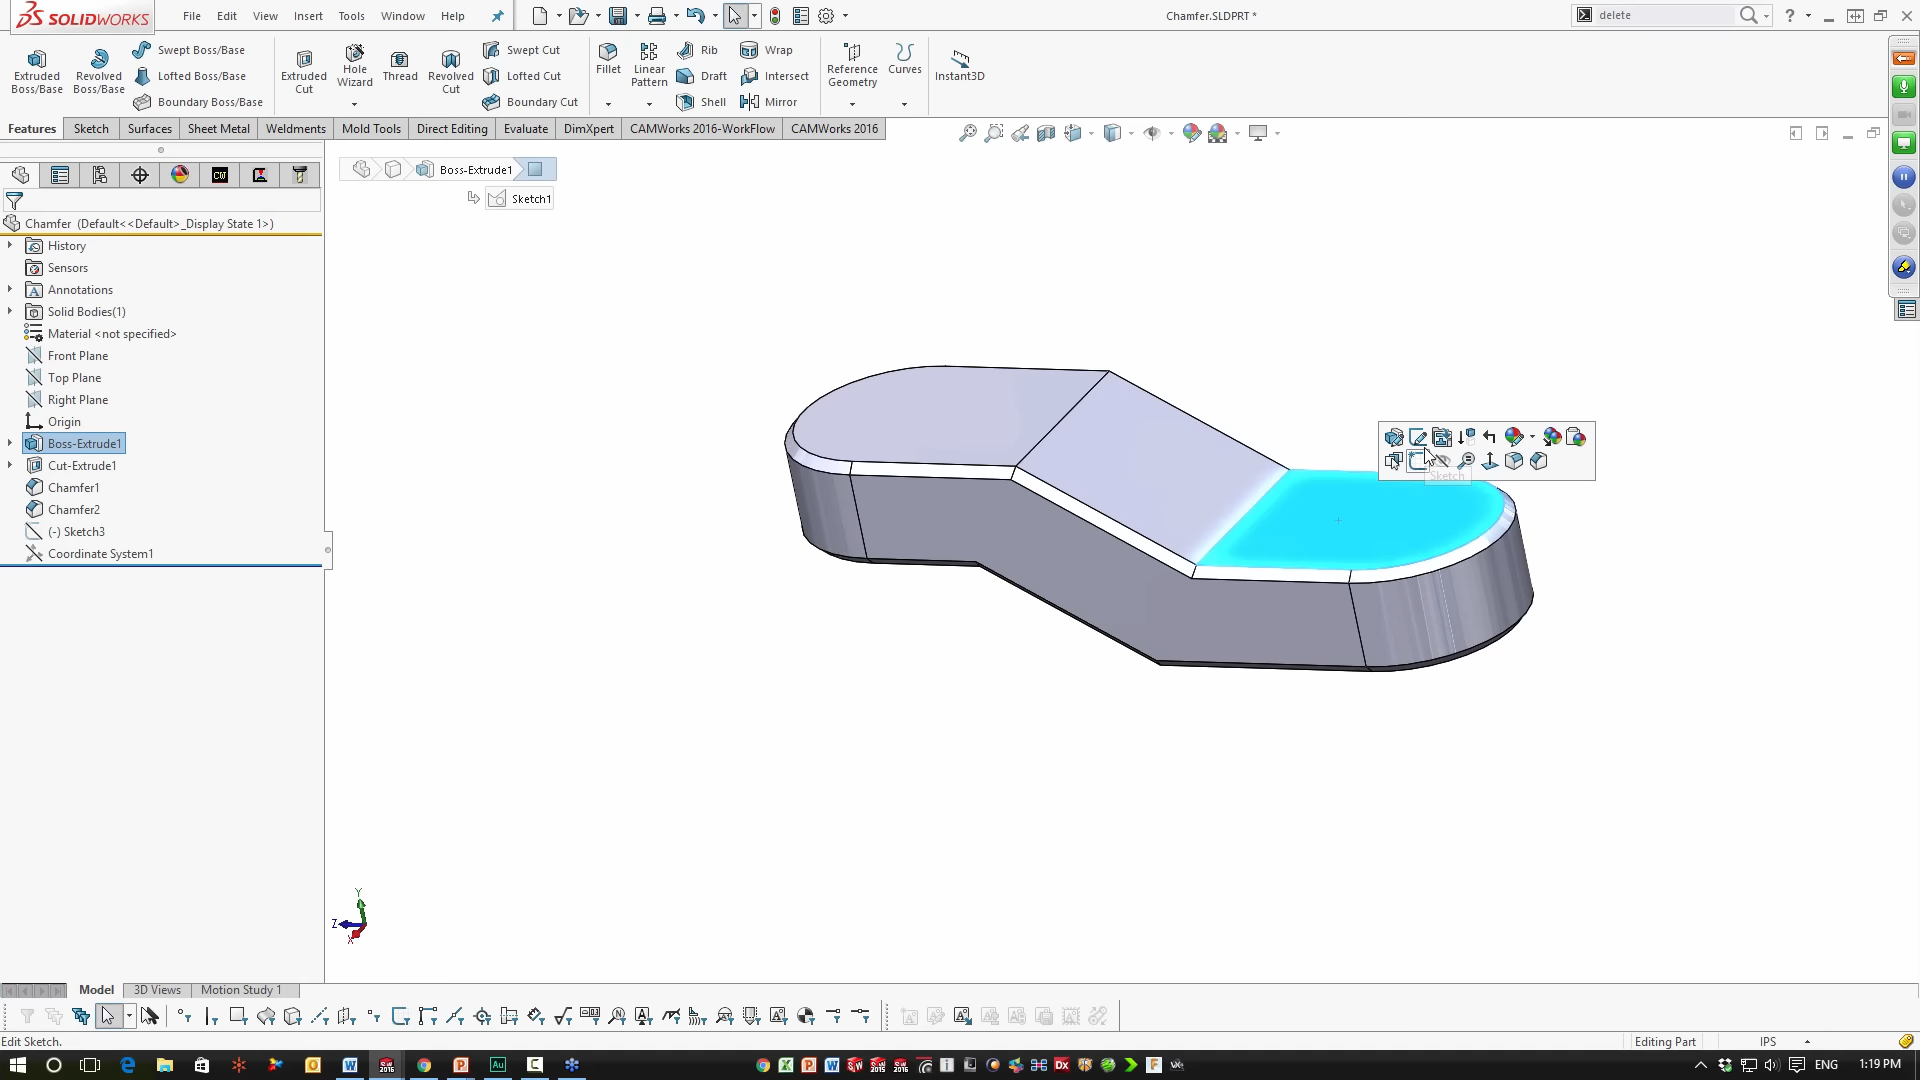 SOLIDWORKS
File Edit View Insert Tools Window Help
Chamfer.SLDPRT *
delete
Extruded Boss/Base
Revolved Boss/Base
Swept Boss/Base
Lofted Boss/Base
Boundary Boss/Base
Extruded Cut
Hole Wizard
Thread
Revolved Cut
Swept Cut
Lofted Cut
Boundary Cut
Fillet
Linear Pattern
Rib
Draft
Shell
Wrap
Intersect
Mirror
Reference Geometry
Curves
Instant3D
Features Sketch Surfaces Sheet Metal Weldments Mold Tools Direct Editing Evaluate DimXpert CAMWorks 2016-WorkFlow CAMWorks 2016
Boss-Extrude1
Sketch1
Chamfer (Default<<Default>_Display State 1>)
History
Sensors
Annotations
Solid Bodies(1)
Material <not specified>
Front Plane
Top Plane
Right Plane
Origin
Boss-Extrude1
Cut-Extrude1
Chamfer1
Chamfer2
(-) Sketch3
Coordinate System1
Sketch
Y
Z
X
Model 3D Views Motion Study 1
Edit Sketch.
Editing Part
IPS
ENG
1:19 PM